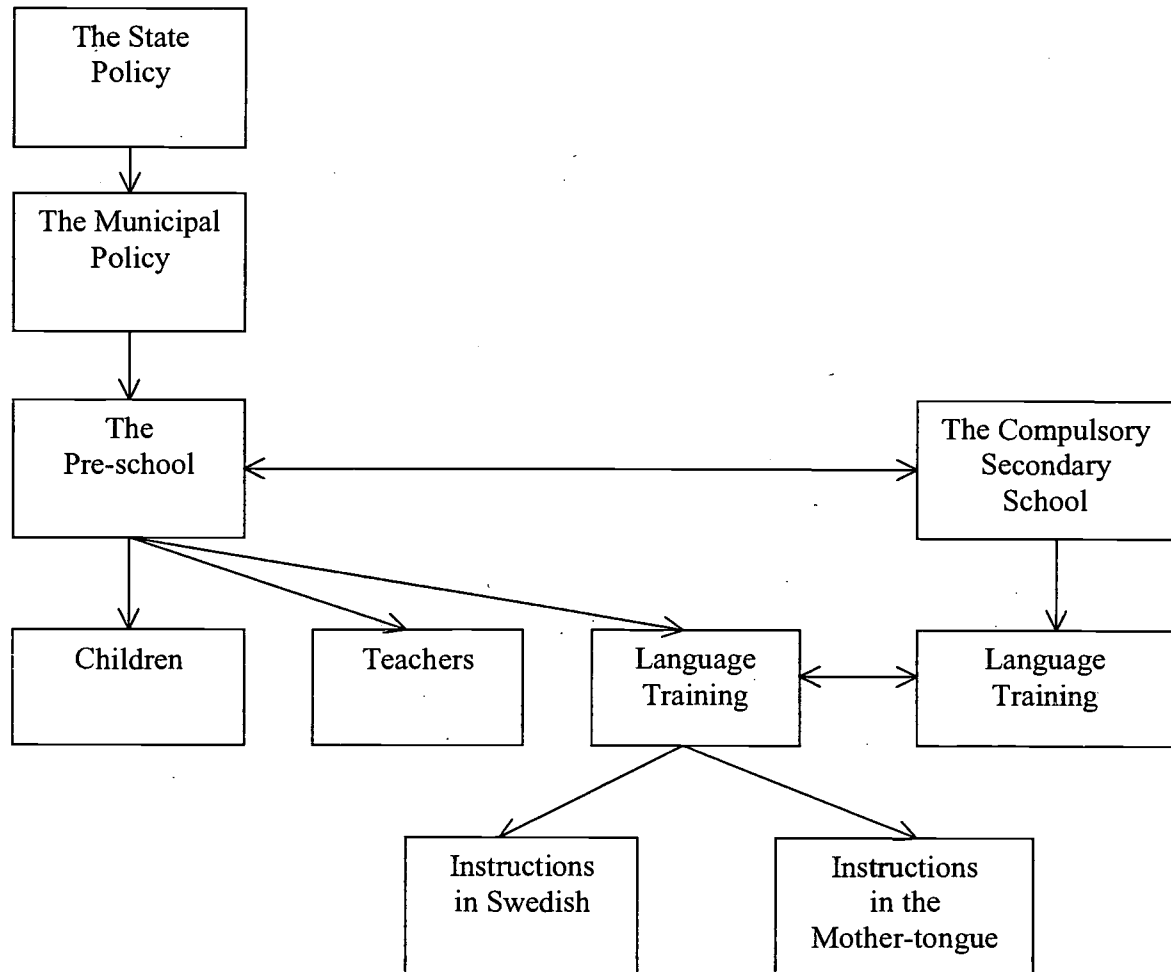 The State
Policy
The Municipal
Policy
The
Pre-school
The Compulsory
Secondary
School
Children
Teachers
Language
Training
Language
Training
Instructions
in Swedish
Instructions
in the
Mother-tongue